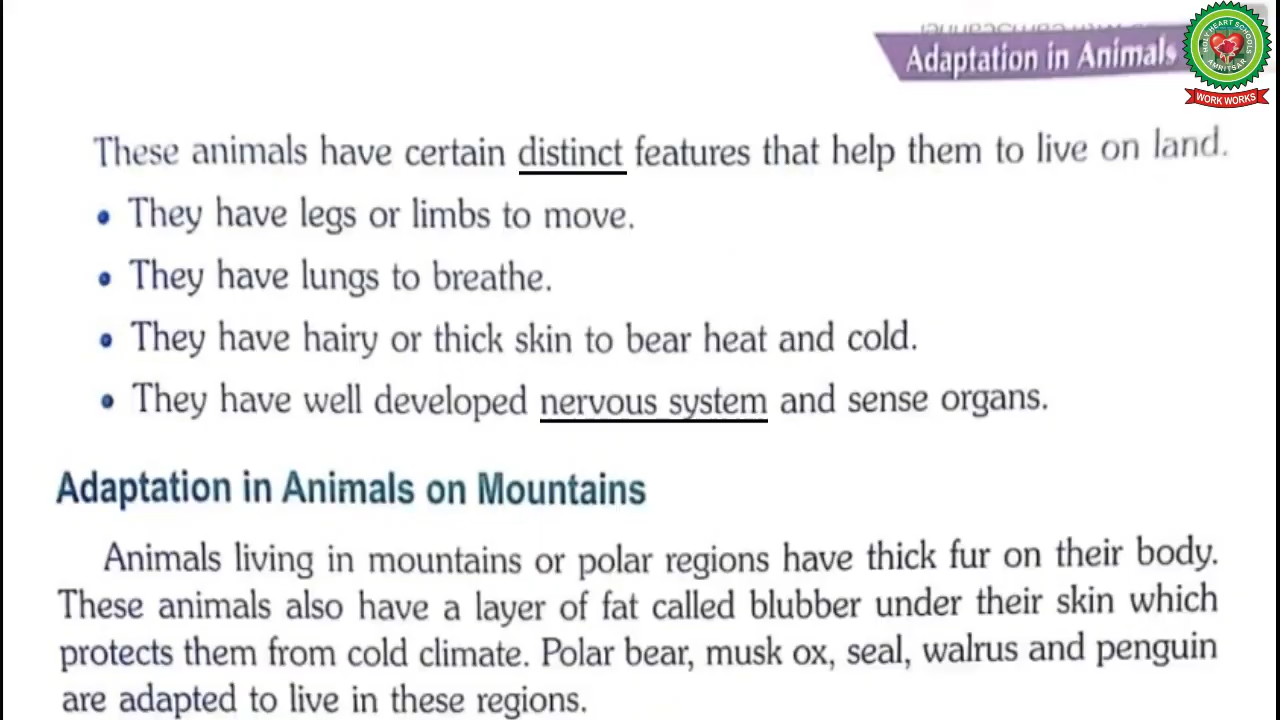 Adaptation in Animals
HOLY HEART SCHOOLS
AMRITSAR
WORK WORKS
These animals have certain distinct features that help them to live on land.
• They have legs or limbs to move.
• They have lungs to breathe.
• They have hairy or thick skin to bear heat and cold.
• They have well developed nervous system and sense organs.
Adaptation in Animals on Mountains
Animals living in mountains or polar regions have thick fur on their body.
These animals also have a layer of fat called blubber under their skin which
protects them from cold climate. Polar bear, musk ox, seal, walrus and penguin
are adapted to live in these regions.